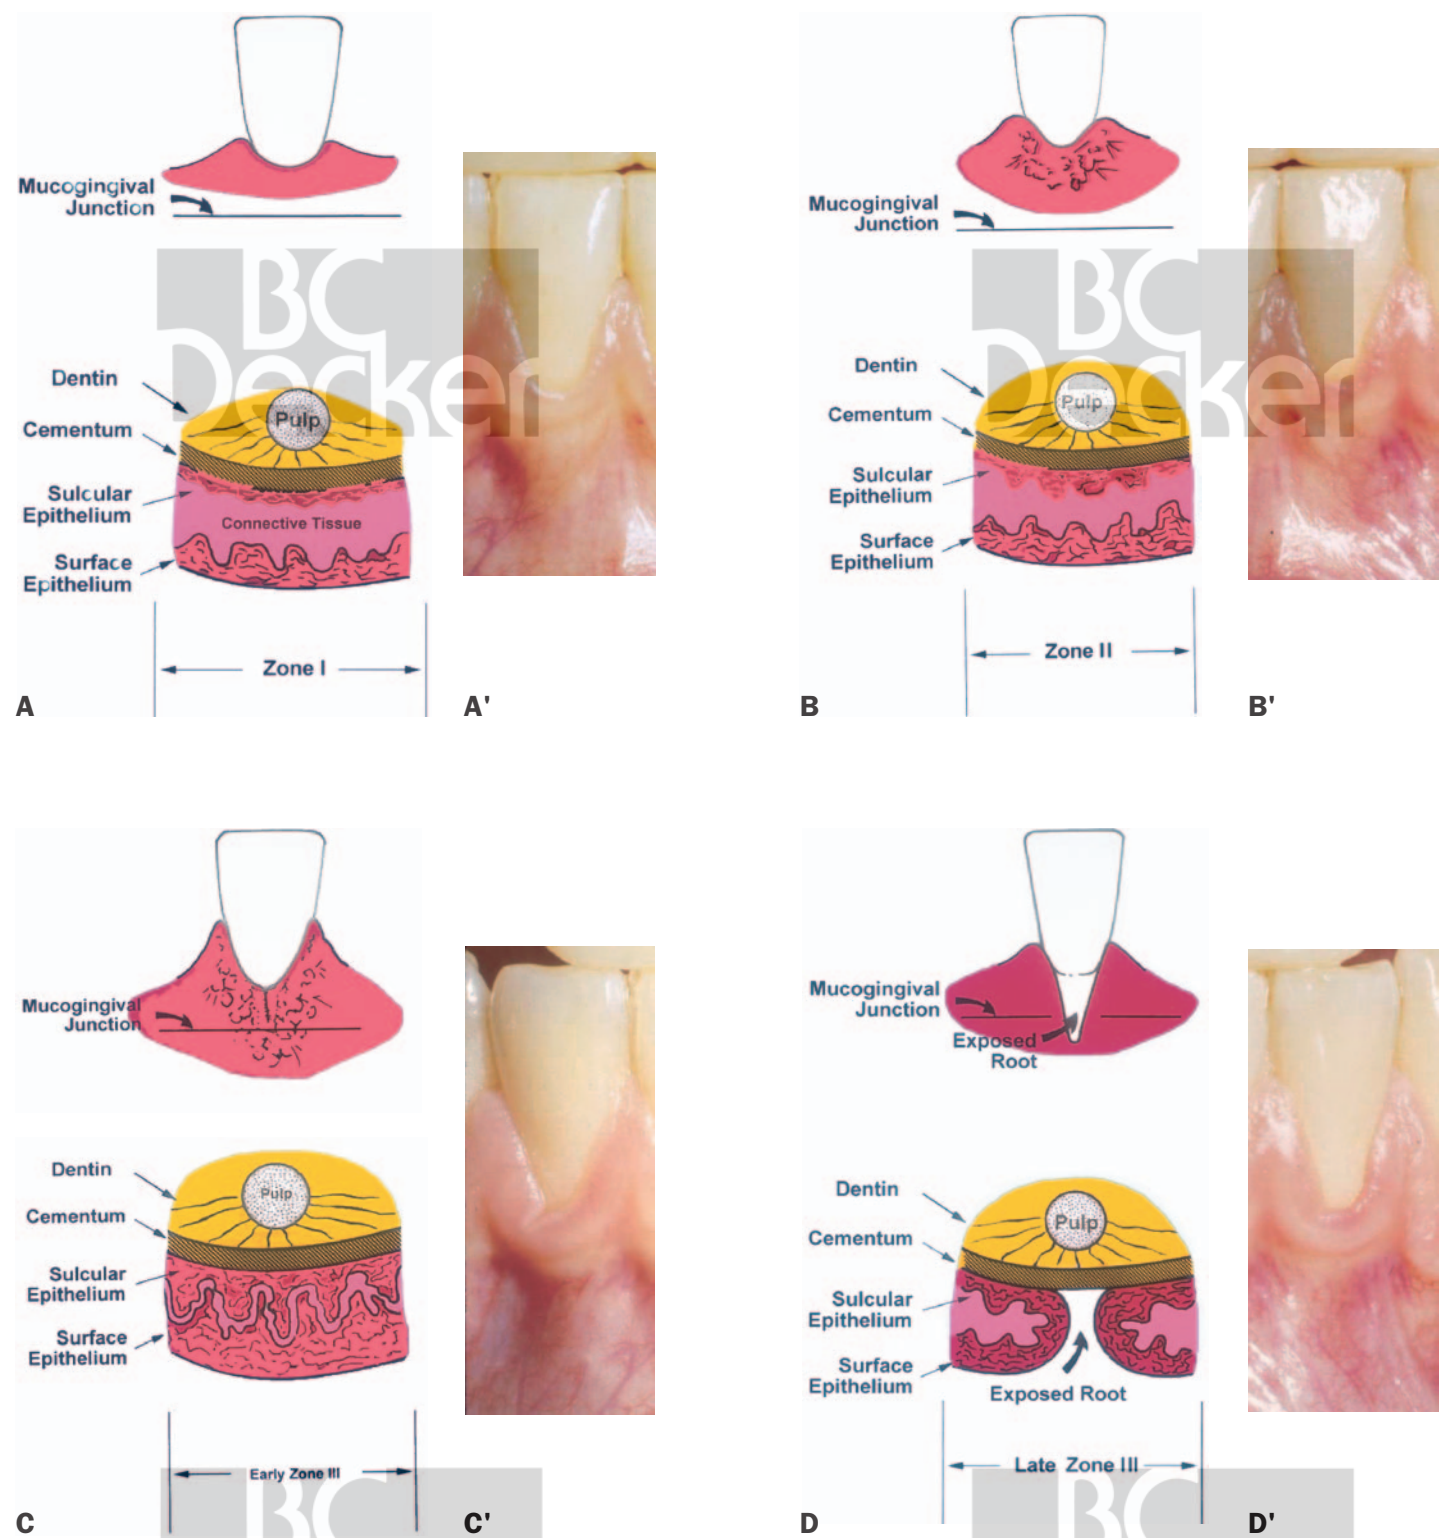 Mucogingival
Junction
BC
Decker
Dentin
Cementum
Pulp
Sulcular
Epithelium
Connective Tissue
Surface
Epithelium
Zone I
A
A'
Mucogingival
Junction
BC
Decker
Dentin
Cementum
Pulp
Sulcular
Epithelium
Surface
Epithelium
Zone II
B
B'
Mucogingival
Junction
Dentin
Cementum
Pulp
Sulcular
Epithelium
Surface
Epithelium
Early Zone III
BC
C
C'
Mucogingival
Junction
Exposed
Root
Dentin
Cementum
Pulp
Sulcular
Epithelium
Surface
Epithelium
Exposed Root
Late Zone III
BC
D
D'